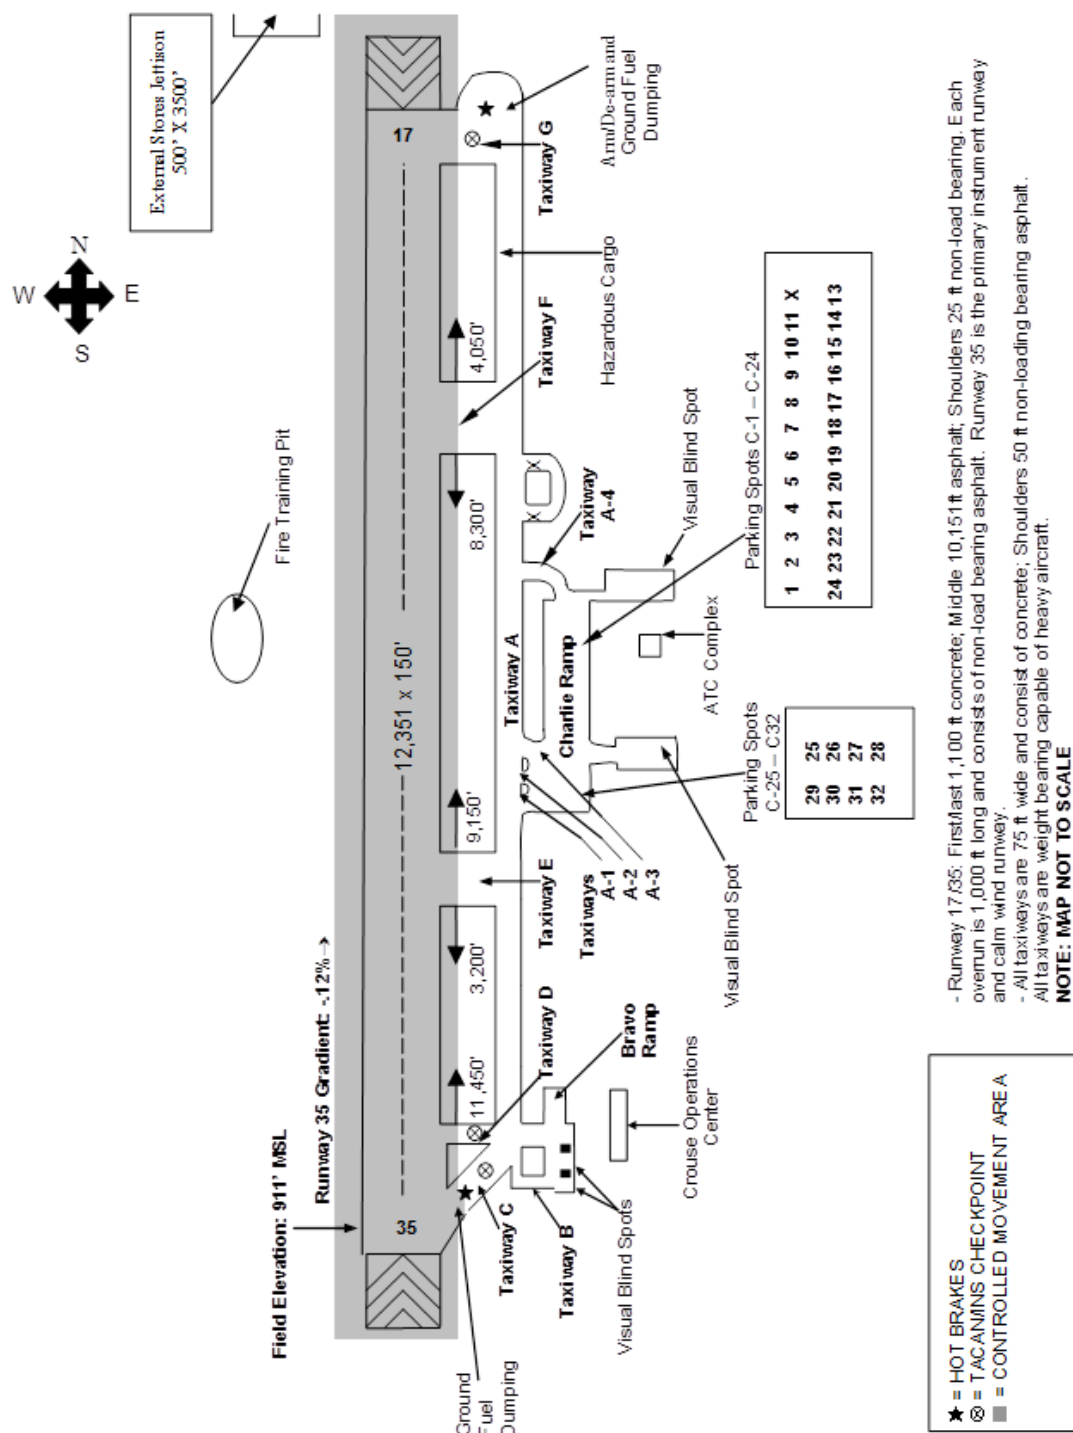 External Stores Jettison
500' X 3500'
N
W
E
S
Fire Training Pit
Field Elevation: 911' MSL
Runway 35 Gradient: -.12%→
35
12,351 x 150'
17
11,450'
3,200'
9,150'
8,300'
4,050'
Ground
Fuel
Dumping
Taxiway C
Taxiway B
Visual Blind Spots
Taxiway D
Bravo
Ramp
Crouse Operations
Center
Taxiway E
Taxiways
A-1
A-2
A-3
Visual Blind Spot
Taxiway A
Charlie Ramp
ATC Complex
Taxiway
A-4
Visual Blind Spot
Taxiway F
Hazardous Cargo
Taxiway G
Arm/De-arm and
Ground Fuel
Dumping
Parking Spots
C-25 – C32
29 25
30 26
31 27
32 28
Parking Spots C-1 – C-24
1 2 3 4 5 6 7 8 9 10 11 X
24 23 22 21 20 19 18 17 16 15 14 13
- Runway 17/35: First/last 1,100 ft concrete; Middle 10,151 ft asphalt; Shoulders 25 ft non-load bearing. Each
overrun is 1,000 ft long and consists of non-load bearing asphalt. Runway 35 is the primary instrument runway
and calm wind runway.
- All taxiways are 75 ft wide and consist of concrete; Shoulders 50 ft non-loading bearing asphalt.
All taxiways are weight bearing capable of heavy aircraft.
NOTE: MAP NOT TO SCALE
★ = HOT BRAKES
⊗ = TACAN/INS CHECKPOINT
■ = CONTROLLED MOVEMENT AREA